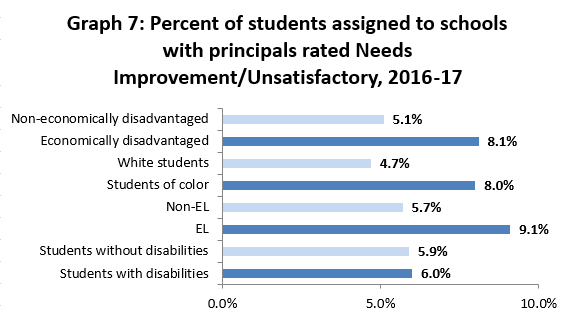 Graph 7: Percent of students assigned to schools
with principals rated Needs
Improvement/Unsatisfactory, 2016-17
Non-economically disadvantaged 5.1%
Economically disadvantaged 8.1%
White students 4.7%
Students of color 8.0%
Non-EL 5.7%
EL 9.1%
Students without disabilities 5.9%
Students with disabilities 6.0%
0.0% 5.0% 10.0%